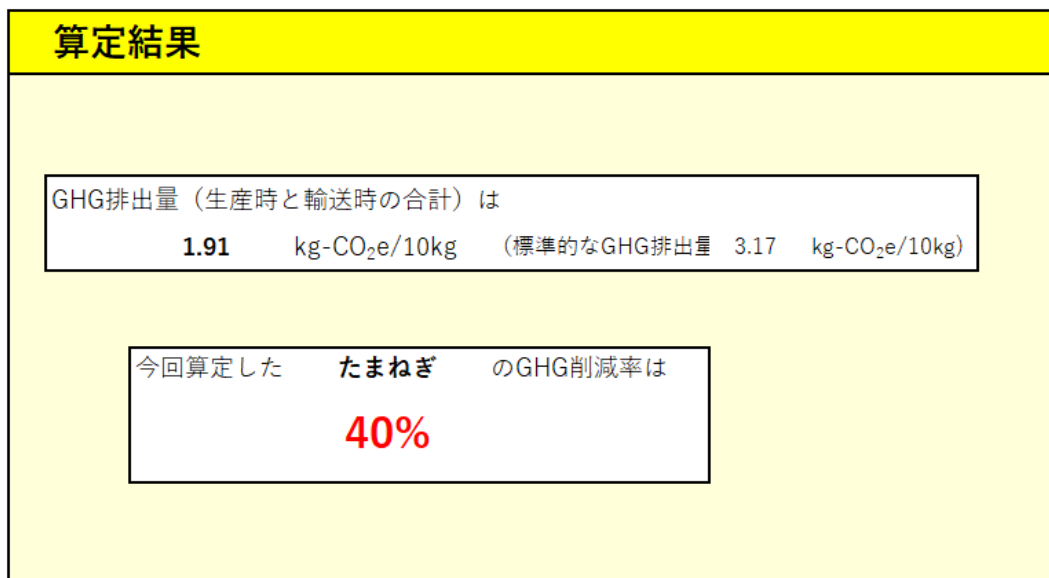 算定結果
GHG排出量（生産時と輸送時の合計）は
1.91 kg-CO₂e/10kg （標準的なGHG排出量 3.17 kg-CO₂e/10kg)
今回算定した たまねぎ のGHG削減率は
40%